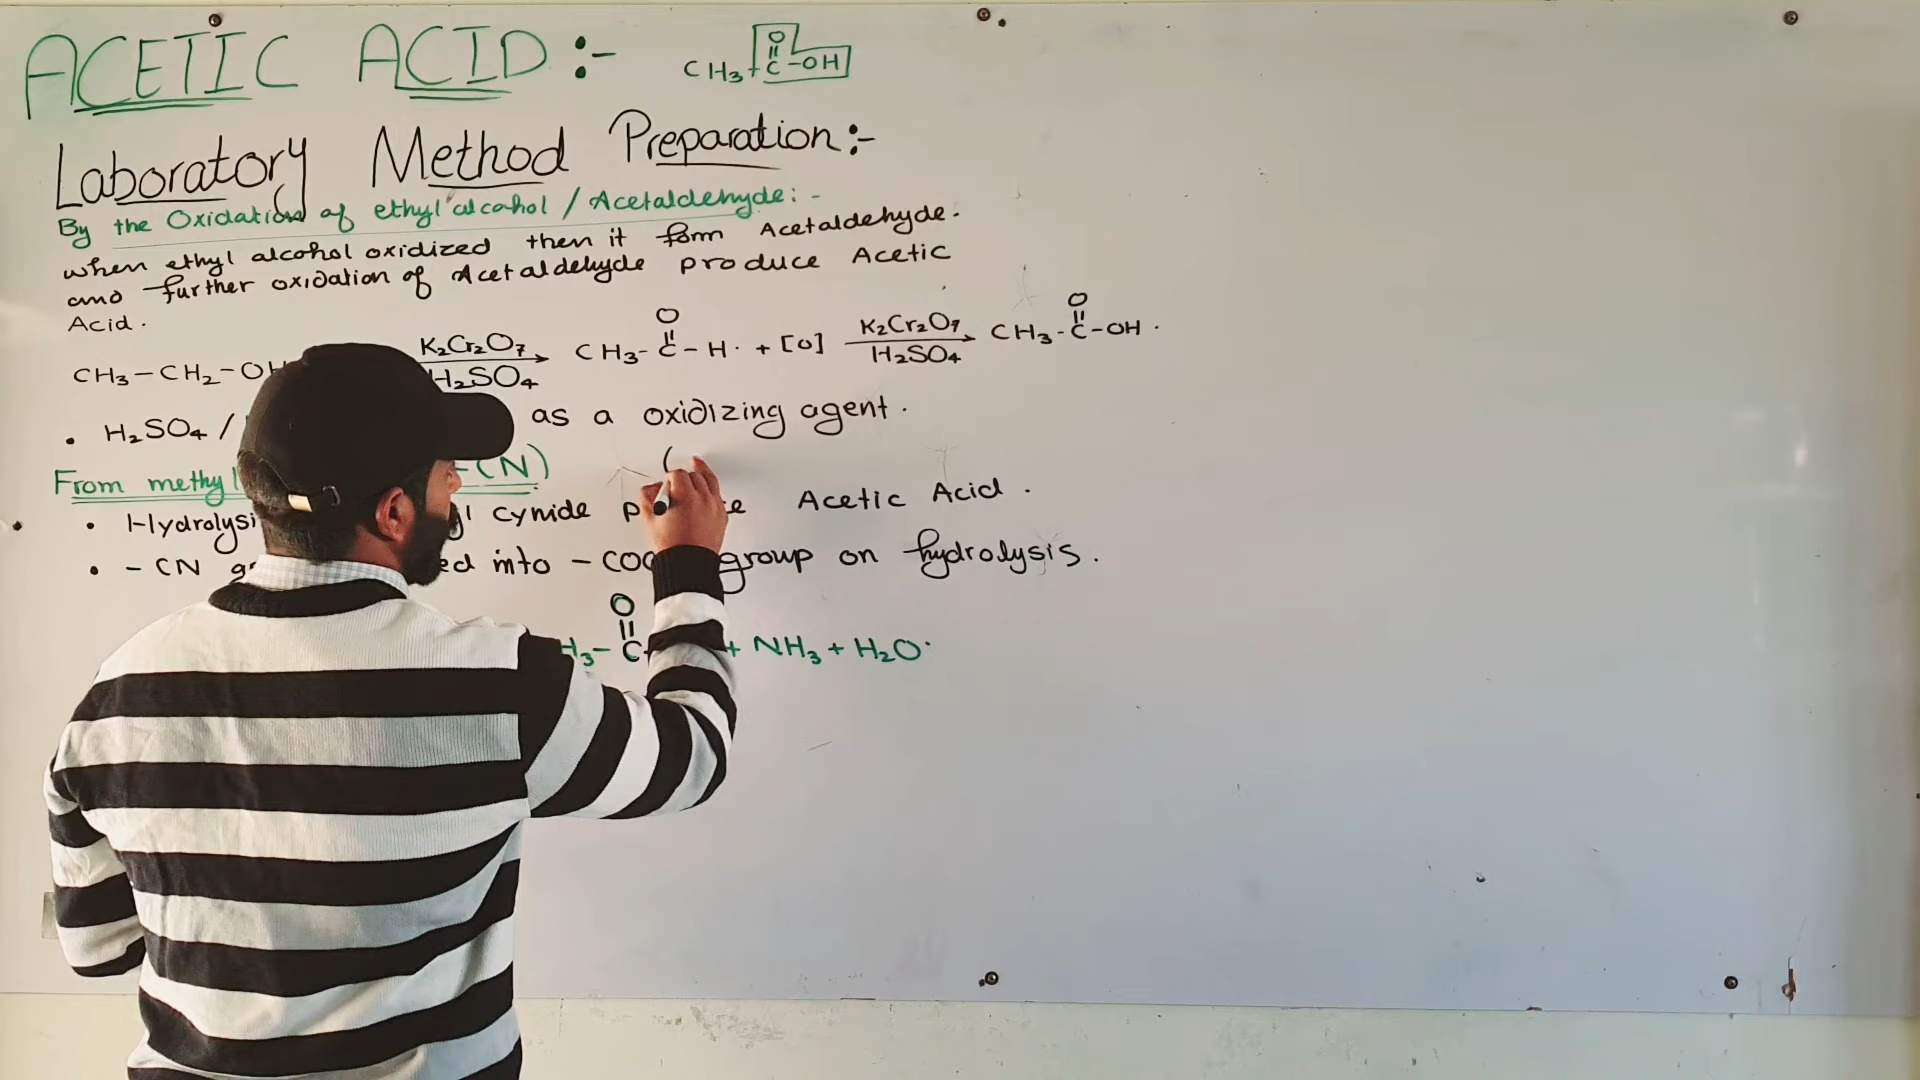 ACETIC ACID :- CH3-C-OH
O
Laboratory Method Preparation:-
By the Oxidation of ethyl alcohol / Acetaldehyde: -
when ethyl alcohol oxidized then it form Acetaldehyde.
and further oxidation of Acetaldehyde produce Acetic
Acid.
O O
CH3-CH2-OH K2Cr2O7 CH3-C-H. + [O] K2Cr2O7 CH3-C-OH.
H2SO4 H2SO4
• H2SO4 / as a oxidizing agent.
From methyl -CN)
• cynide Acetic Acid.
• -CN into group on hydrolysis.
O
H3-C + NH3 + H2O.